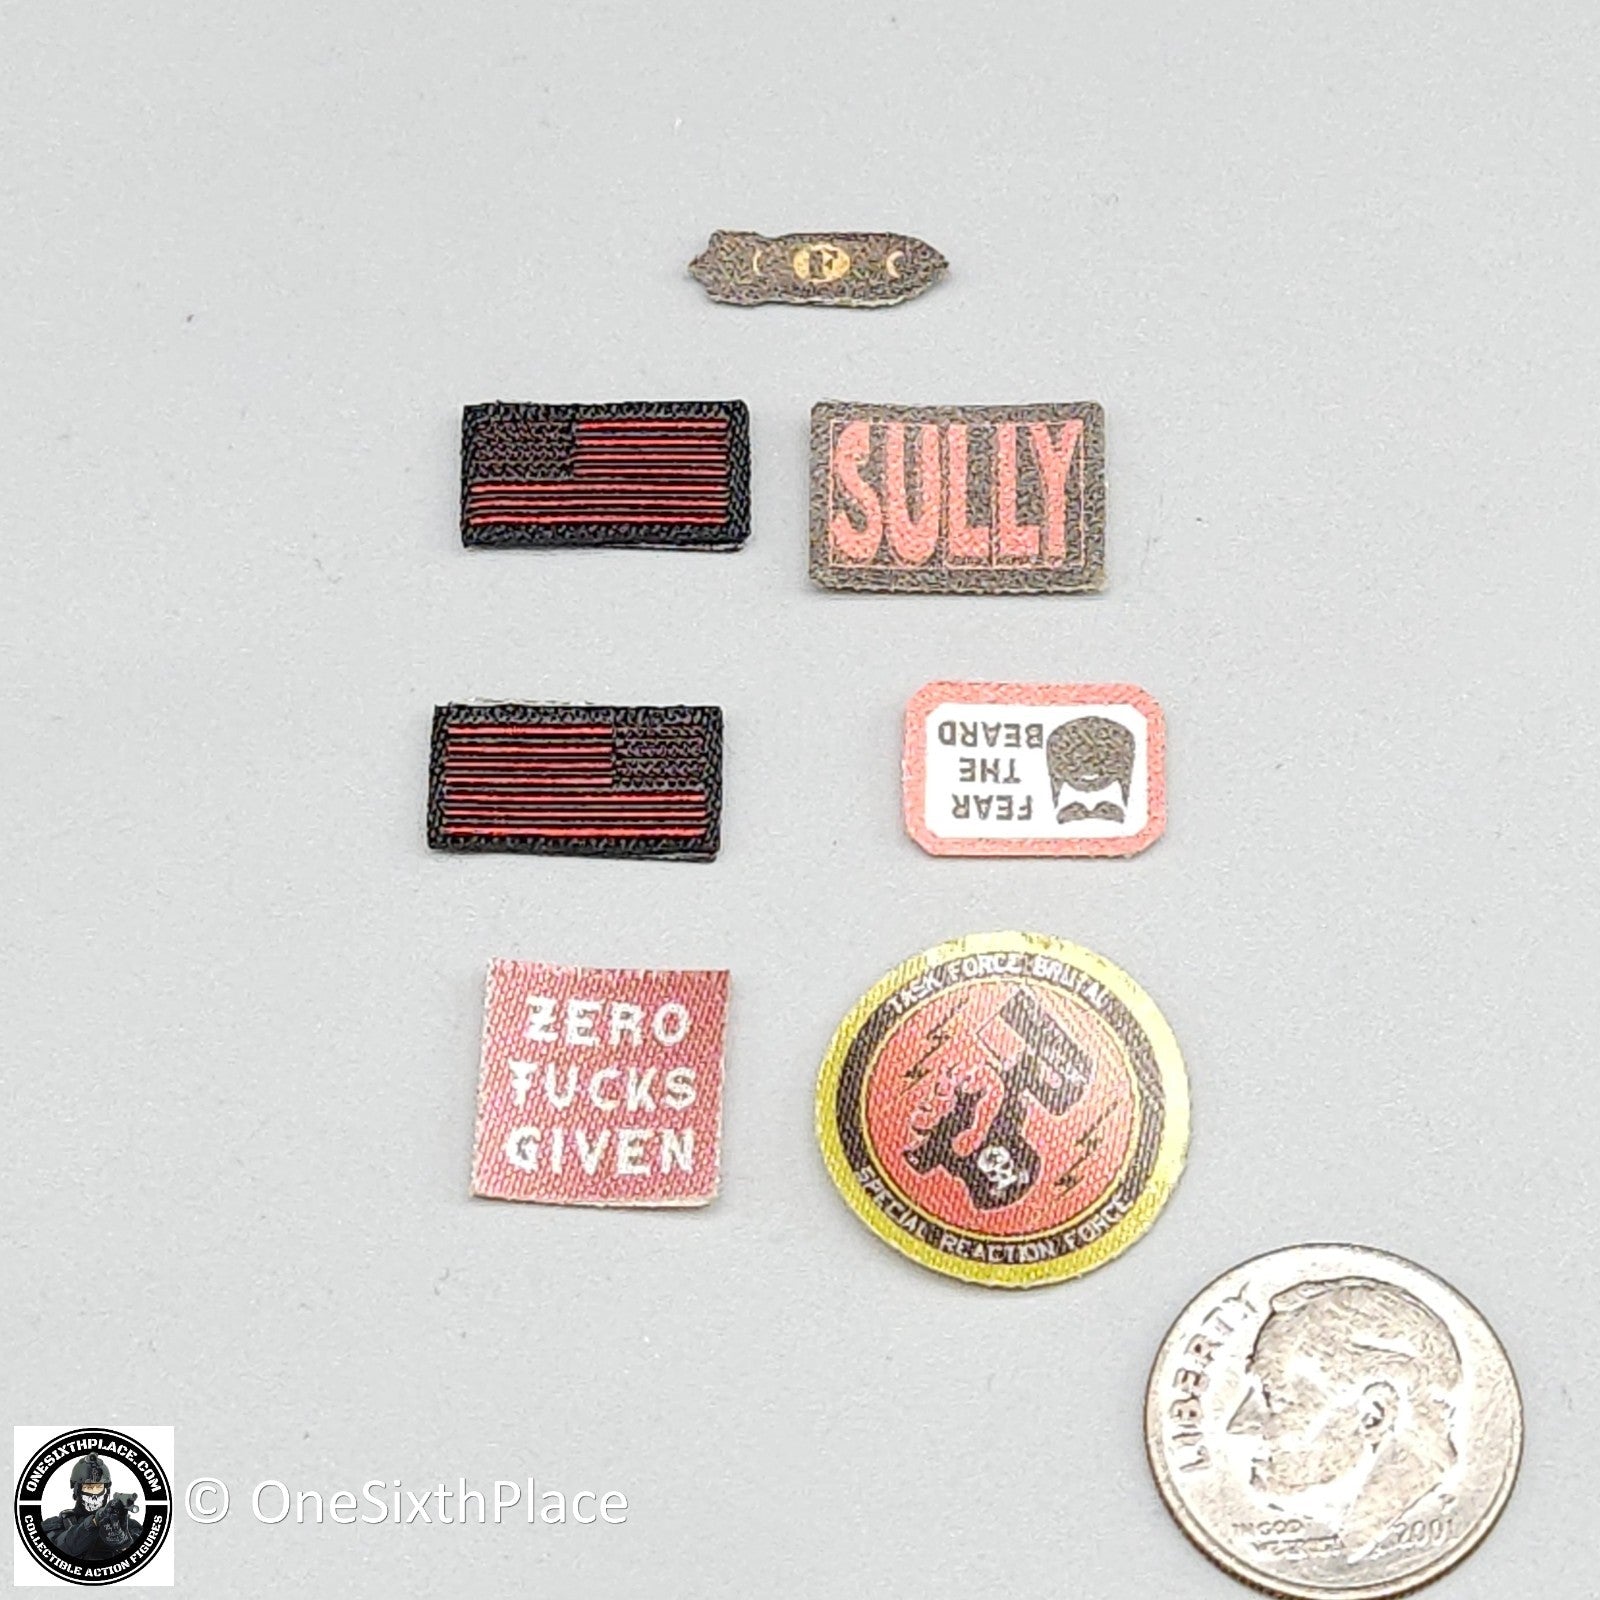 F
SULLY
FEAR
THE
BEARD
ZERO
FUCKS
GIVEN
TASK FORCE BRUTAL
SPECIAL REACTION FORCE
LIBERTY
IN GOD
WE TRUST
2001
ONESIXTHPLACE.COM
COLLECTIBLE ACTION FIGURES
© OneSixthPlace